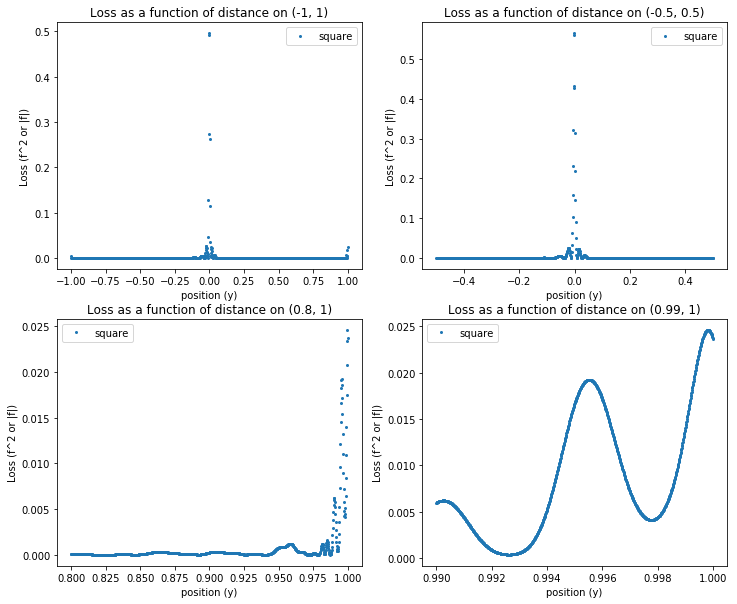 Loss as a function of distance on (-1, 1)
square
Loss (f^2 or |f|)
0.5
0.4
0.3
0.2
0.1
0.0
−1.00 −0.75 −0.50 −0.25 0.00 0.25 0.50 0.75 1.00
position (y)
Loss as a function of distance on (-0.5, 0.5)
square
Loss (f^2 or |f|)
0.5
0.4
0.3
0.2
0.1
0.0
−0.4 −0.2 0.0 0.2 0.4
position (y)
Loss as a function of distance on (0.8, 1)
square
Loss (f^2 or |f|)
0.025
0.020
0.015
0.010
0.005
0.000
0.800 0.825 0.850 0.875 0.900 0.925 0.950 0.975 1.000
position (y)
Loss as a function of distance on (0.99, 1)
square
Loss (f^2 or |f|)
0.025
0.020
0.015
0.010
0.005
0.000
0.990 0.992 0.994 0.996 0.998 1.000
position (y)